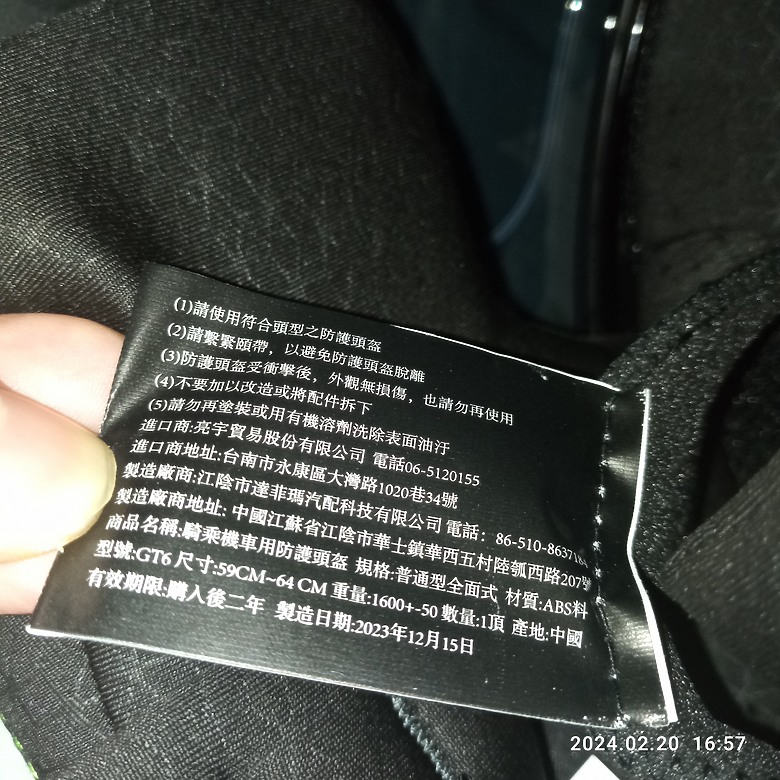 (1)請使用符合頭型之防護頭盔
(2)請繫緊頤帶，以避免防護頭盔脫離
(3)防護頭盔受衝擊後，外觀無損傷，也請勿再使用
(4)不要加以改造或將配件拆下
(5)請勿再塗裝或用有機溶劑洗除表面油汙
進口商:亮宇貿易股份有限公司 電話06-5120155
進口商地址:台南市永康區大灣路1020巷34號
製造廠商:江陰市達菲瑪汽配科技有限公司 電話：86-510-863716
製造廠商地址: 中國江蘇省江陰市華士鎮華西五村陸瓠西路207號
商品名稱:騎乘機車用防護頭盔 規格:普通型全面式 材質:ABS料
型號:GT6 尺寸:59CM~64 CM 重量:1600+-50 數量:1頂 產地:中國
有效期限:購入後二年 製造日期:2023年12月15日
2024.02.20 16:57